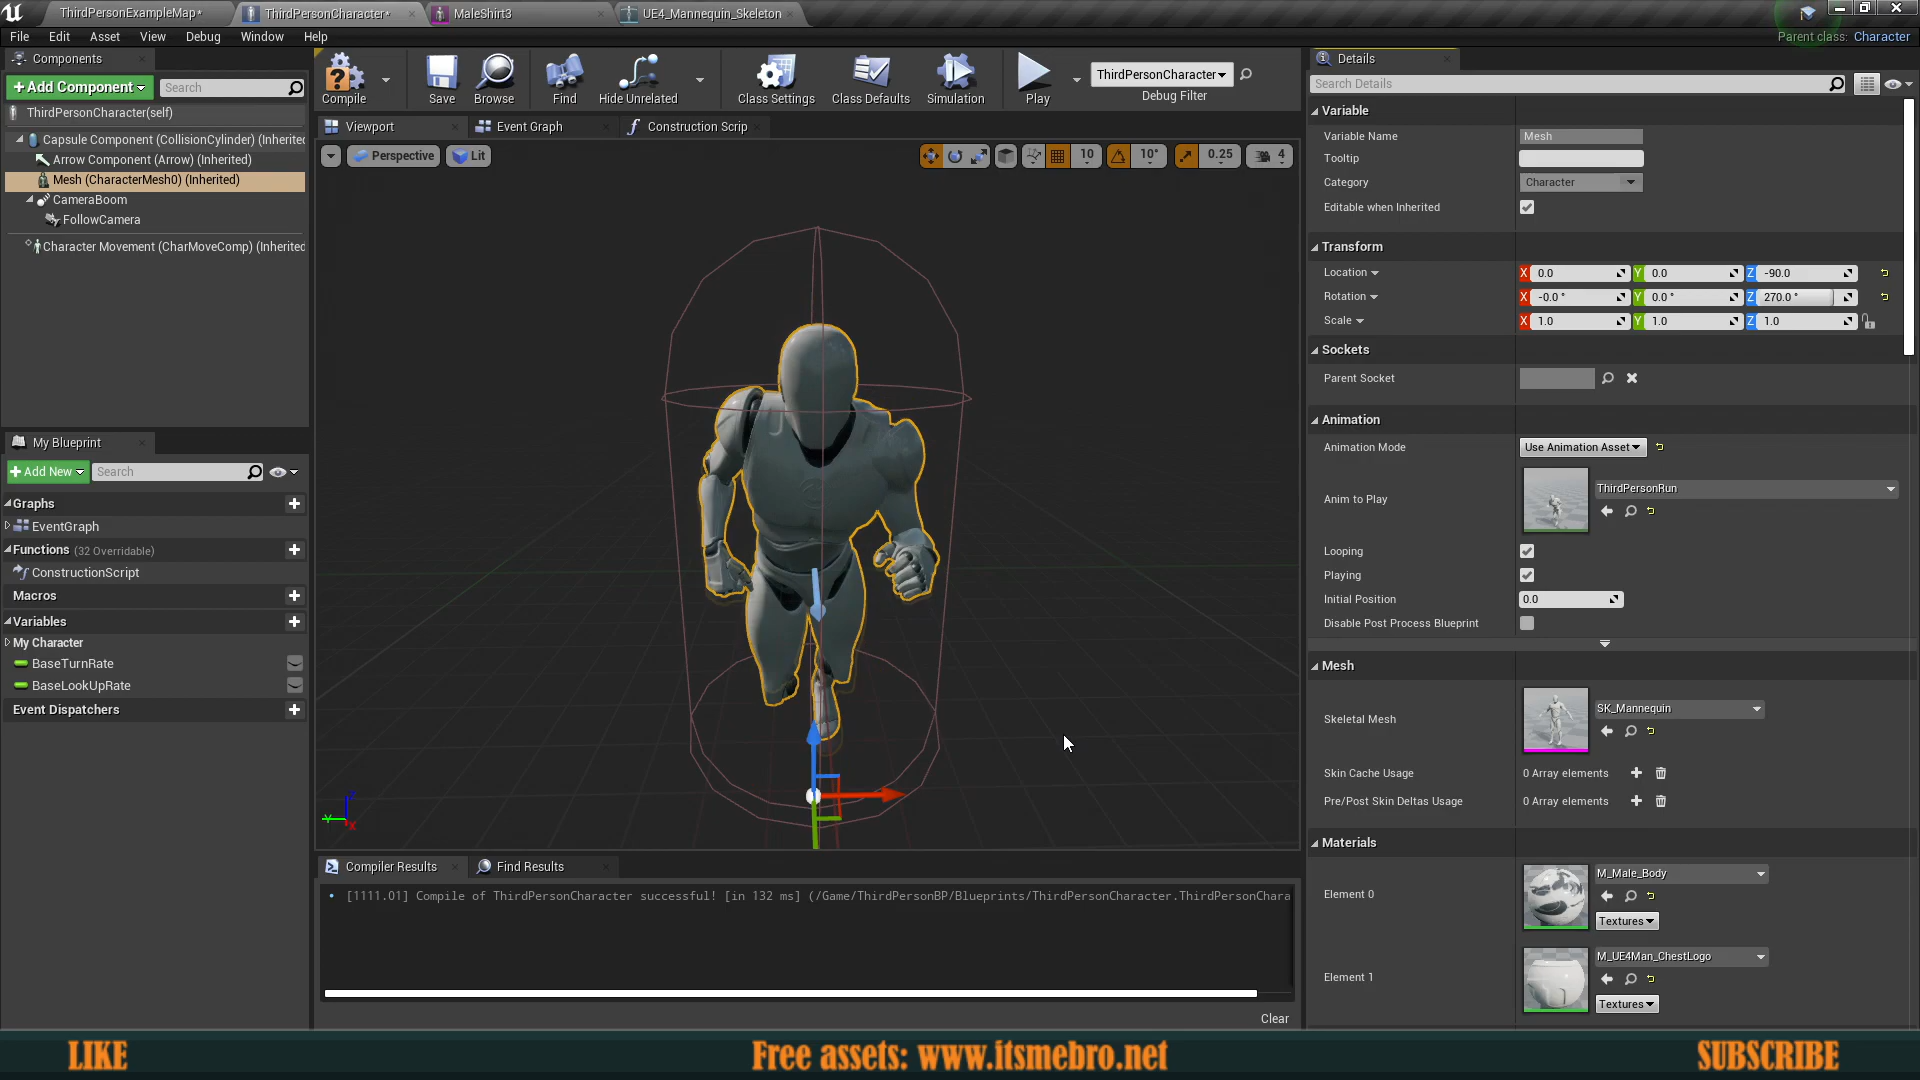 ThirdPersonExampleMap*
ThirdPersonCharacter*
MaleShirt3
UE4_Mannequin_Skeleton
File Edit Asset View Debug Window Help
Parent class: Character
Components
+Add Component
Search
ThirdPersonCharacter(self)
Capsule Component (CollisionCylinder) (Inherited
Arrow Component (Arrow) (Inherited)
Mesh (CharacterMesh0) (Inherited)
CameraBoom
FollowCamera
Character Movement (CharMoveComp) (Inherited
My Blueprint
+Add New
Search
Graphs
EventGraph
Functions (32 Overridable)
ConstructionScript
Macros
Variables
My Character
BaseTurnRate
BaseLookUpRate
Event Dispatchers
Compile
Save
Browse
Find
Hide Unrelated
Class Settings
Class Defaults
Simulation
Play
ThirdPersonCharacter
Debug Filter
Viewport
Event Graph
Construction Scrip
Perspective
Lit
10
10°
0.25
4
Compiler Results
Find Results
[1111.01] Compile of ThirdPersonCharacter successful! [in 132 ms] (/Game/ThirdPersonBP/Blueprints/ThirdPersonCharacter.ThirdPersonChara
Clear
Details
Search Details
Variable
Variable Name Mesh
Tooltip
Category Character
Editable when Inherited
Transform
Location X 0.0 Y 0.0 Z -90.0
Rotation X -0.0 ° Y 0.0 ° Z 270.0 °
Scale X 1.0 Y 1.0 Z 1.0
Sockets
Parent Socket
Animation
Animation Mode Use Animation Asset
Anim to Play ThirdPersonRun
Looping
Playing
Initial Position 0.0
Disable Post Process Blueprint
Mesh
Skeletal Mesh SK_Mannequin
Skin Cache Usage 0 Array elements
Pre/Post Skin Deltas Usage 0 Array elements
Materials
Element 0 M_Male_Body
Textures
Element 1 M_UE4Man_ChestLogo
Textures
LIKE
Free assets: www.itsmebro.net
SUBSCRIBE